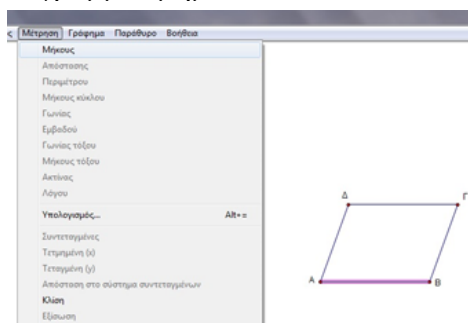 ς Μέτρηση Γράφημα Παράθυρο Βοήθεια
Μήκους
Απόστασης
Περιμέτρου
Μήκους κύκλου
Γωνίας
Εμβαδού
Γωνίας τόξου
Μήκους τόξου
Ακτίνας
Λόγου
Υπολογισμός... Alt+=
Συντεταγμένες
Τετμημένη (x)
Τεταγμένη (y)
Απόσταση στο σύστημα συντεταγμένων
Κλίση
Εξίσωση
Δ Γ
Α Β